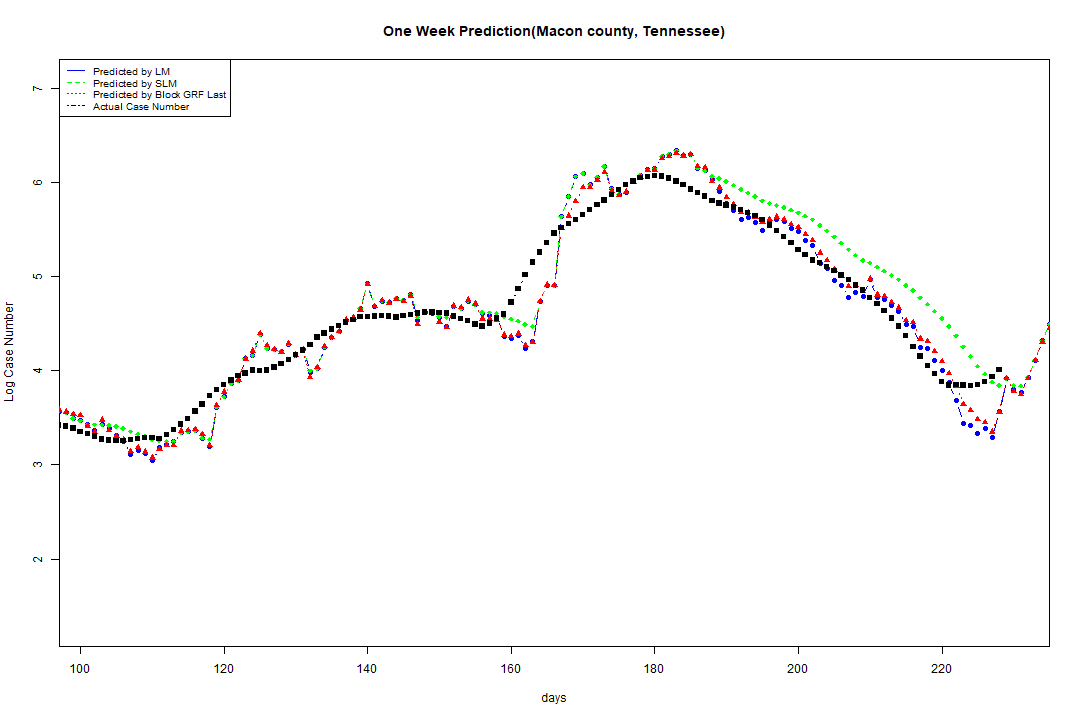 One Week Prediction(Macon county, Tennessee)
Predicted by LM
Predicted by SLM
Predicted by Block GRF Last
Actual Case Number
7
6
5
4
3
2
Log Case Number
100 120 140 160 180 200 220
days